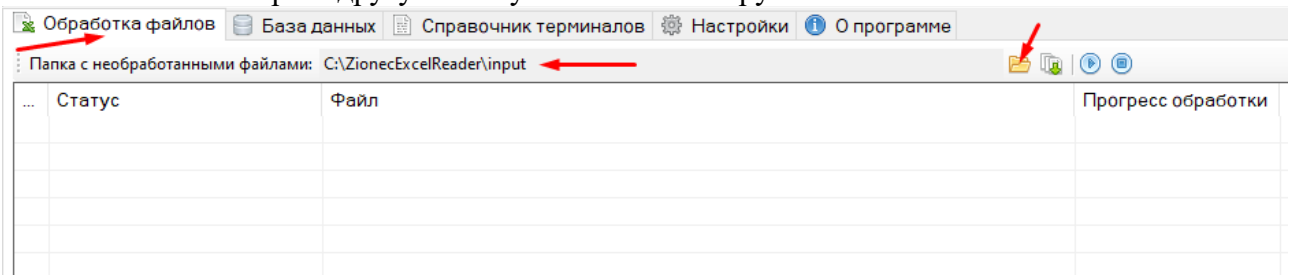 Обработка файлов База данных Справочник терминалов Настройки О программе
Папка с необработанными файлами: C:\ZionecExcelReader\input
... Статус Файл Прогресс обработки